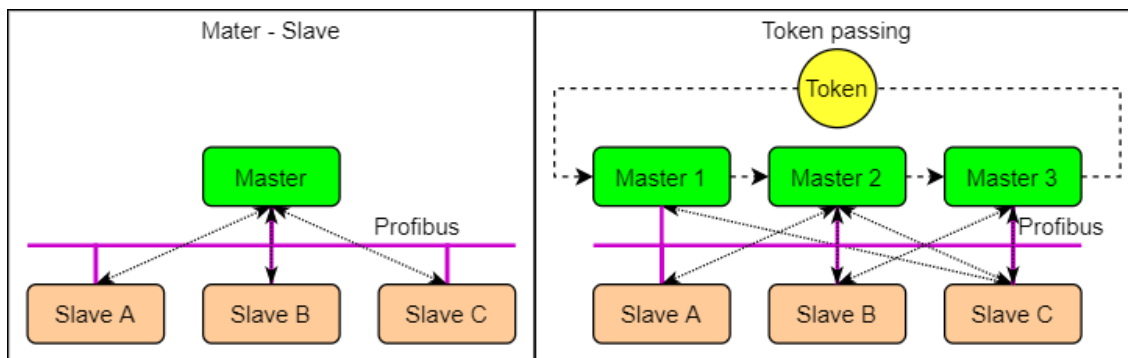 Mater - Slave
Master
Profibus
Slave A
Slave B
Slave C
Token passing
Token
Master 1
Master 2
Master 3
Profibus
Slave A
Slave B
Slave C